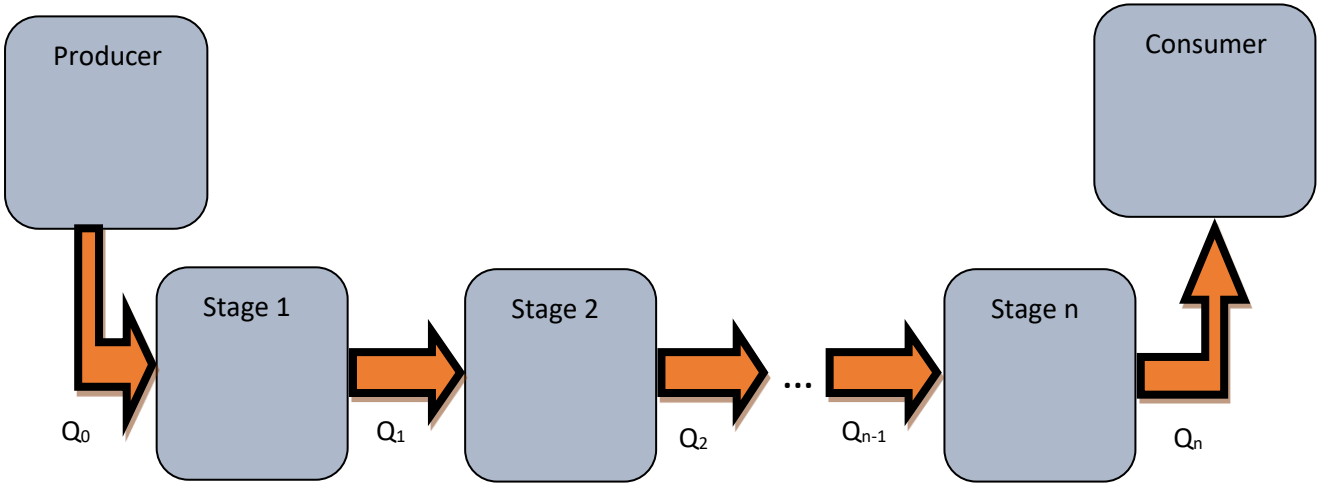 Producer
Consumer
Stage 1
Stage 2
...
Stage n
Q0
Q1
Q2
Qn-1
Qn